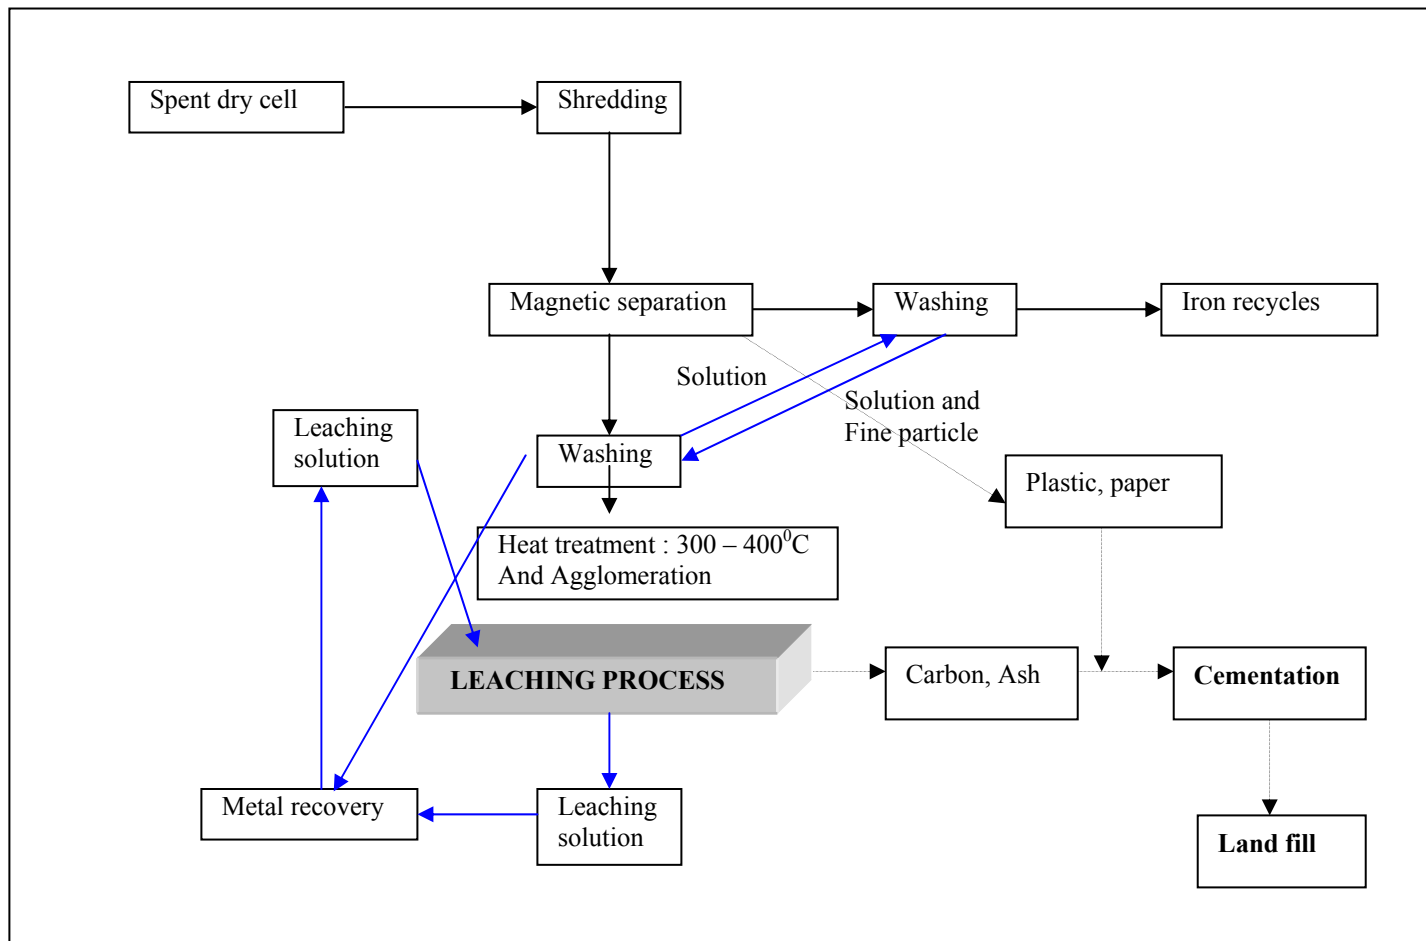 Spent dry cell
Shredding
Magnetic separation
Washing
Iron recycles
Solution
Solution and
Fine particle
Leaching
solution
Washing
Plastic, paper
Heat treatment : 300 – 400⁰C
And Agglomeration
LEACHING PROCESS
Carbon, Ash
Cementation
Metal recovery
Leaching
solution
Land fill